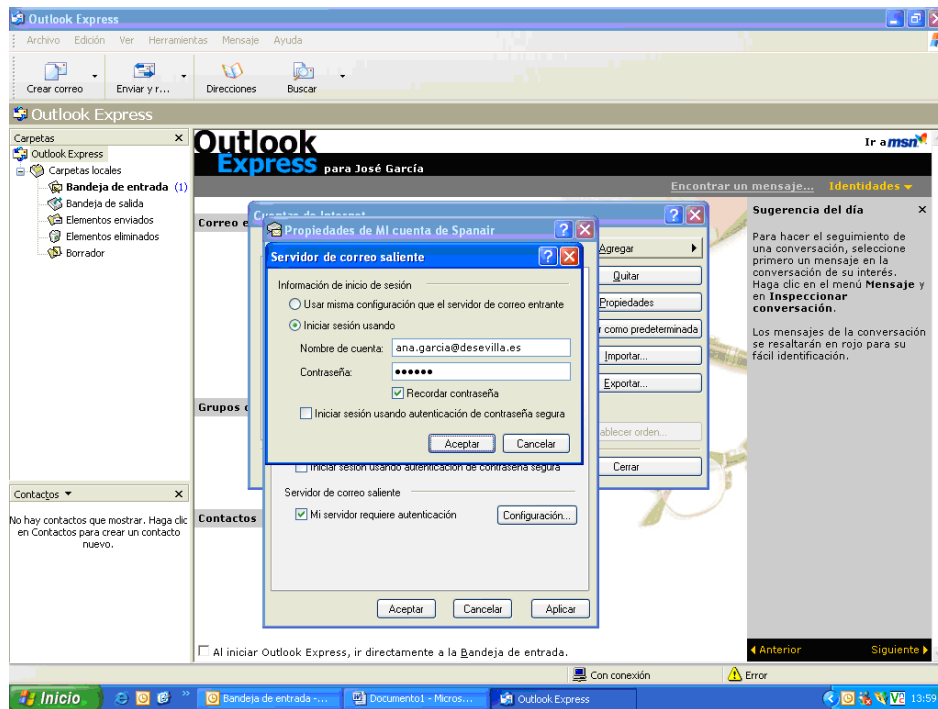 Outlook Express
Archivo Edición Ver Herramientas Mensaje Ayuda
Crear correo Enviar y r... Direcciones Buscar
Outlook Express
Carpetas
Outlook Express
Carpetas locales
Bandeja de entrada (1)
Bandeja de salida
Elementos enviados
Elementos eliminados
Borrador
Contactos
No hay contactos que mostrar. Haga clic
en Contactos para crear un contacto
nuevo.
Outlook
Express para José García
Ir a msn
Encontrar un mensaje... Identidades
Correo e
Grupos
Contactos
Cuentas de Internet
Agregar
Quitar
Propiedades
r como predeterminada
Importar...
Exportar...
ablecer orden...
Cerrar
Propiedades de MI cuenta de Spanair
Servidor de correo saliente
Información de inicio de sesión
Usar misma configuración que el servidor de correo entrante
Iniciar sesión usando
Nombre de cuenta: ana.garcia@desevilla.es
Contraseña: ●●●●●●
Recordar contraseña
Iniciar sesión usando autenticación de contraseña segura
Aceptar Cancelar
Iniciar sesión usando autenticación de contraseña segura
Servidor de correo saliente
Mi servidor requiere autenticación Configuración...
Aceptar Cancelar Aplicar
Sugerencia del día
Para hacer el seguimiento de
una conversación, seleccione
primero un mensaje en la
conversación de su interés.
Haga clic en el menú Mensaje y
en Inspeccionar
conversación.
Los mensajes de la conversación
se resaltarán en rojo para su
fácil identificación.
Anterior Siguiente
Al iniciar Outlook Express, ir directamente a la Bandeja de entrada.
Con conexión Error
Inicio Bandeja de entrada -... Documento1 - Micros... Outlook Express 13:59